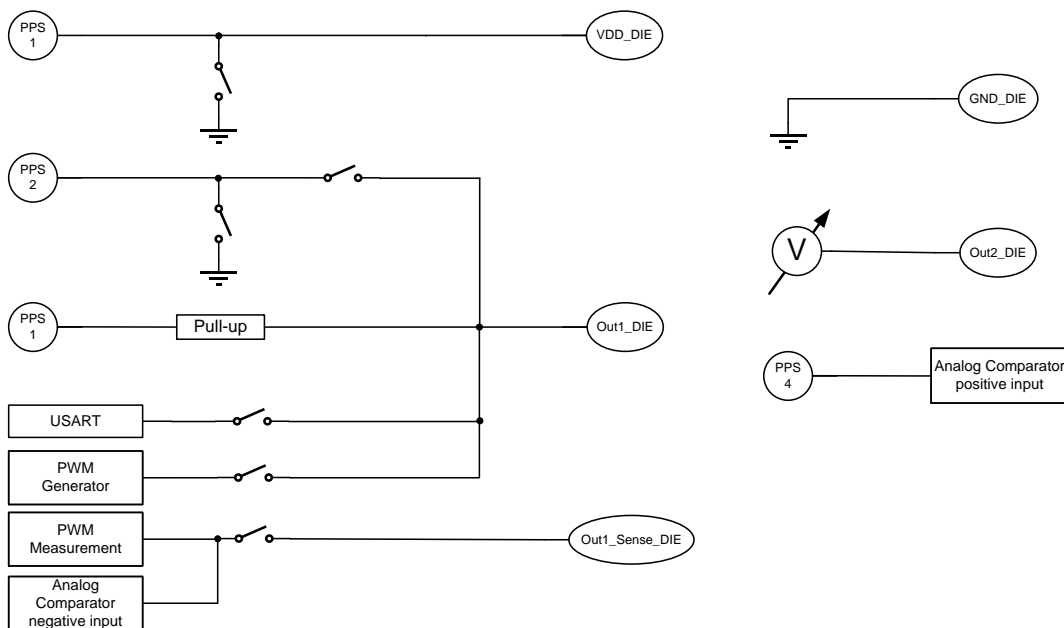 PPS
1
VDD_DIE
PPS
2
PPS
1
Pull-up
Out1_DIE
USART
PWM
Generator
PWM
Measurement
Out1_Sense_DIE
Analog
Comparator
negative input
GND_DIE
V
Out2_DIE
PPS
4
Analog Comparator
positive input